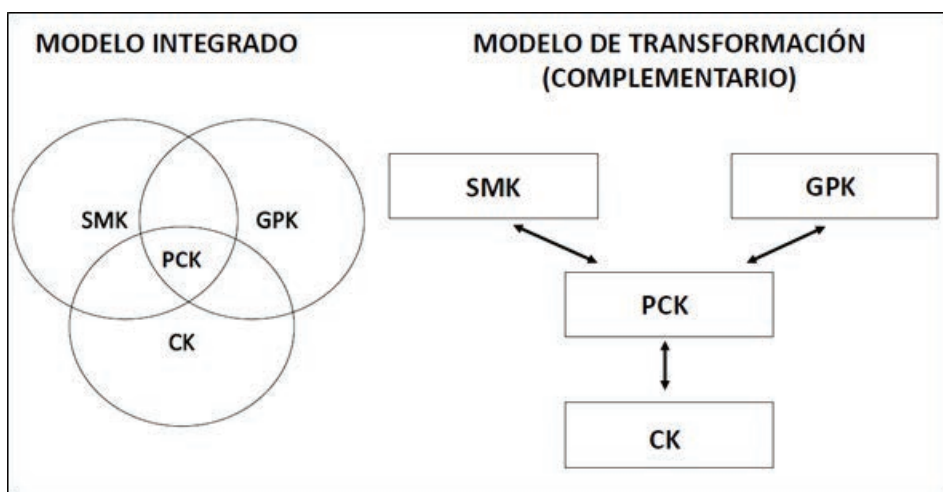 MODELO INTEGRADO
SMK
GPK
PCK
CK
MODELO DE TRANSFORMACIÓN
(COMPLEMENTARIO)
SMK
GPK
PCK
CK